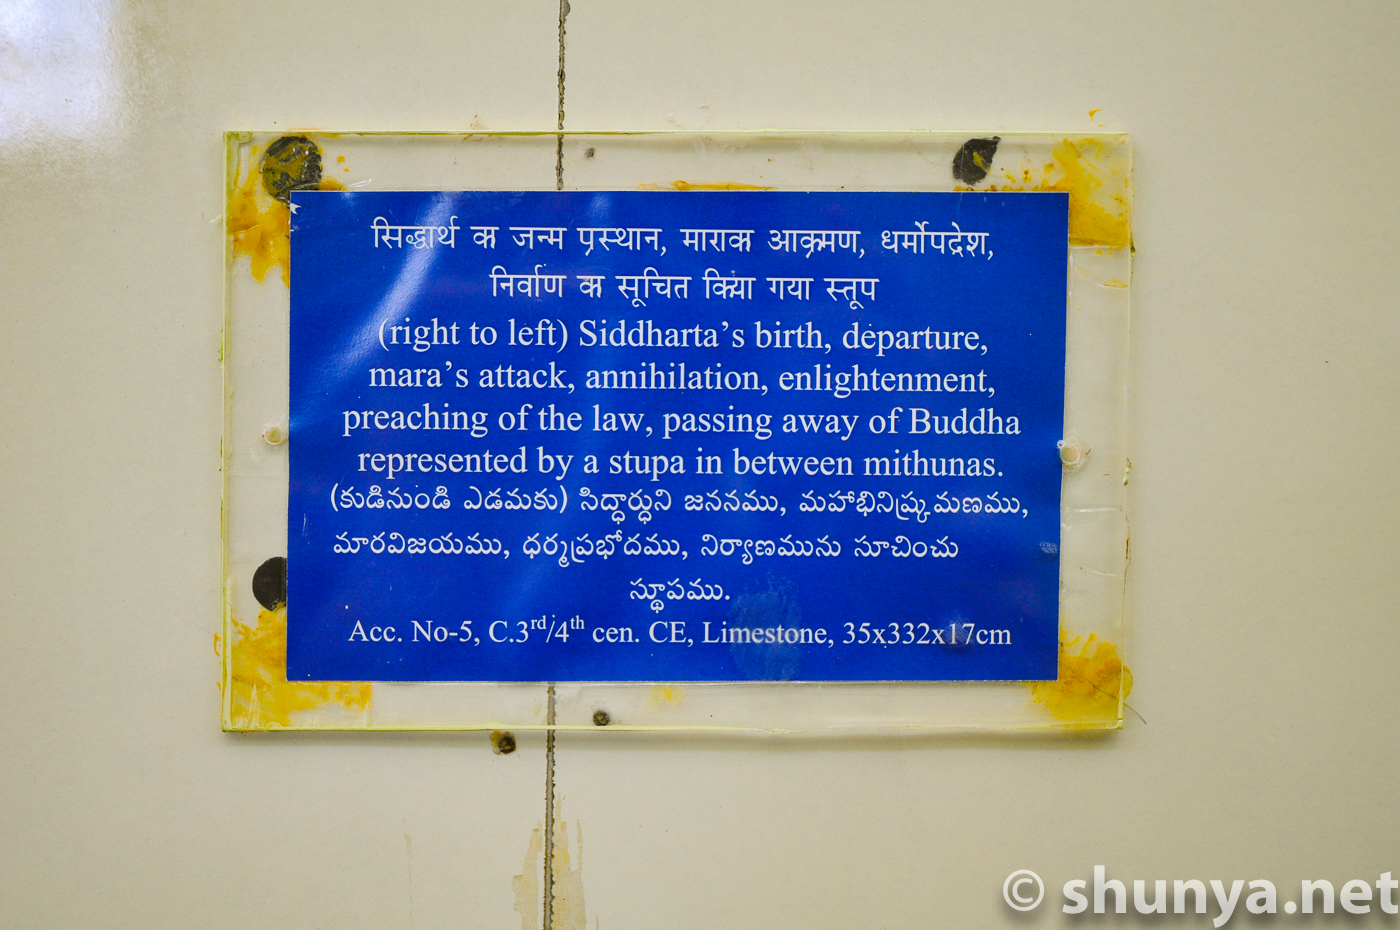 सिद्धार्थ क जन्म प्रस्थान, माराक आक्रमण, धर्मोपदेश,
निर्वाण क सूचित किया गया स्तूप
(right to left) Siddharta's birth, departure,
mara's attack, annihilation, enlightenment,
preaching of the law, passing away of Buddha
represented by a stupa in between mithunas.
(కుడినుండి ఎడమకు) సిద్ధార్ధుని జననము, మహాభినిష్క్రమణము,
మారవిజయము, ధర్మప్రభోదము, నిర్యాణమును సూచించు
స్థూపము.
Acc. No-5, C.3rd/4th cen. CE, Limestone, 35x332x17cm
© shunya.net